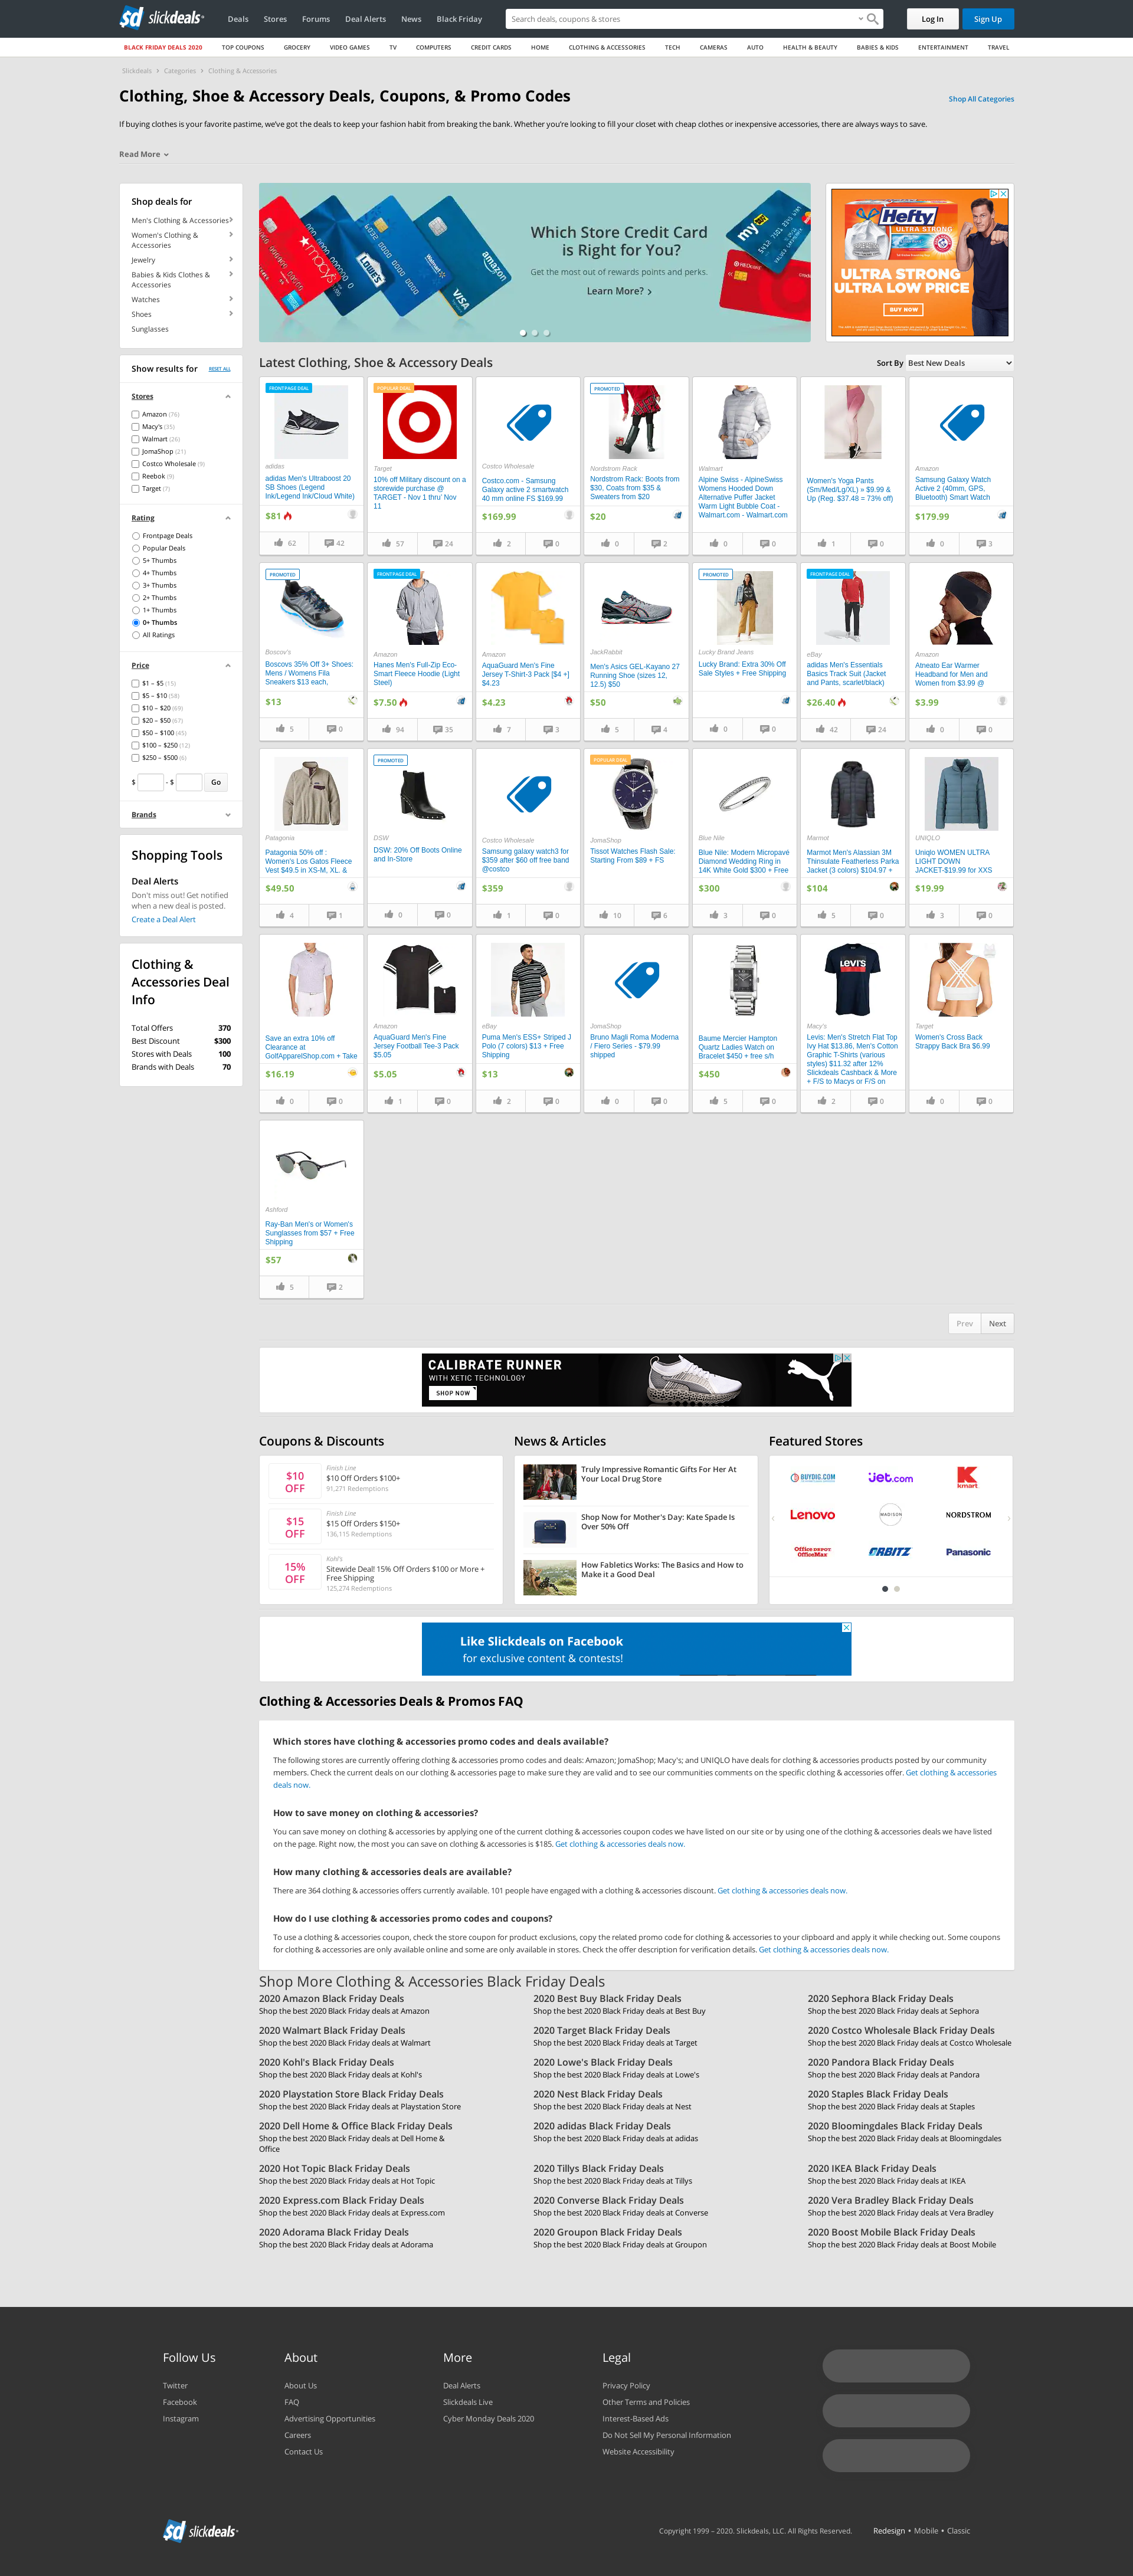 slickdeals
Deals
Stores
Forums
Deal Alerts
News
Black Friday
Search deals, coupons & stores
Log In
Sign Up
BLACK FRIDAY DEALS 2020
TOP COUPONS
GROCERY
VIDEO GAMES
TV
COMPUTERS
CREDIT CARDS
HOME
CLOTHING & ACCESSORIES
TECH
CAMERAS
AUTO
HEALTH & BEAUTY
BABIES & KIDS
ENTERTAINMENT
TRAVEL
Slickdeals › Categories › Clothing & Accessories
Clothing, Shoe & Accessory Deals, Coupons, & Promo Codes
Shop All Categories
If buying clothes is your favorite pastime, we've got the deals to keep your fashion habit from breaking the bank. Whether you're looking to fill your closet with cheap clothes or inexpensive accessories, there are always ways to save.
Read More
Shop deals for
Men's Clothing & Accessories
Women's Clothing &
Accessories
Jewelry
Babies & Kids Clothes &
Accessories
Watches
Shoes
Sunglasses
Which Store Credit Card
is Right for You?
Get the most out of rewards points and perks.
Learn More?
Hefty
ULTRA STRONG
ULTRA STRONG
ULTRA LOW PRICE
BUY NOW
Show results for
RESET ALL
Stores
Amazon (76)
Macy's (35)
Walmart (26)
JomaShop (21)
Costco Wholesale (9)
Reebok (9)
Target (7)
Rating
Frontpage Deals
Popular Deals
5+ Thumbs
4+ Thumbs
3+ Thumbs
2+ Thumbs
1+ Thumbs
0+ Thumbs
All Ratings
Price
$1 – $5 (15)
$5 – $10 (58)
$10 – $20 (69)
$20 – $50 (67)
$50 – $100 (45)
$100 – $250 (12)
$250 – $500 (6)
$ - $ Go
Brands
Shopping Tools
Deal Alerts
Don't miss out! Get notified
when a new deal is posted.
Create a Deal Alert
Clothing &
Accessories Deal
Info
Total Offers 370
Best Discount $300
Stores with Deals 100
Brands with Deals 70
Latest Clothing, Shoe & Accessory Deals
Sort By Best New Deals
FRONTPAGE DEAL
adidas
adidas Men's Ultraboost 20
SB Shoes (Legend
Ink/Legend Ink/Cloud White)
$81
62 42
POPULAR DEAL
Target
10% off Military discount on a
storewide purchase @
TARGET - Nov 1 thru' Nov
11
57 24
Costco Wholesale
Costco.com - Samsung
Galaxy active 2 smartwatch
40 mm online FS $169.99
$169.99
2 0
PROMOTED
Nordstrom Rack
Nordstrom Rack: Boots from
$30, Coats from $35 &
Sweaters from $20
$20
0 2
Walmart
Alpine Swiss - AlpineSwiss
Womens Hooded Down
Alternative Puffer Jacket
Warm Light Bubble Coat -
Walmart.com - Walmart.com
0 0
Women's Yoga Pants
(Sm/Med/Lg/XL) » $9.99 &
Up (Reg. $37.48 = 73% off)
1 0
Amazon
Samsung Galaxy Watch
Active 2 (40mm, GPS,
Bluetooth) Smart Watch
$179.99
0 3
PROMOTED
Boscov's
Boscovs 35% Off 3+ Shoes:
Mens / Womens Fila
Sneakers $13 each,
$13
5 0
FRONTPAGE DEAL
Amazon
Hanes Men's Full-Zip Eco-
Smart Fleece Hoodie (Light
Steel)
$7.50
94 35
Amazon
AquaGuard Men's Fine
Jersey T-Shirt-3 Pack [$4 +]
$4.23
$4.23
7 3
JackRabbit
Men's Asics GEL-Kayano 27
Running Shoe (sizes 12,
12.5) $50
$50
5 4
PROMOTED
Lucky Brand Jeans
Lucky Brand: Extra 30% Off
Sale Styles + Free Shipping
0 0
FRONTPAGE DEAL
eBay
adidas Men's Essentials
Basics Track Suit (Jacket
and Pants, scarlet/black)
$26.40
42 24
Amazon
Atneato Ear Warmer
Headband for Men and
Women from $3.99 @
$3.99
0 0
Patagonia
Patagonia 50% off :
Women's Los Gatos Fleece
Vest $49.5 in XS-M, XL. &
$49.50
4 1
PROMOTED
DSW
DSW: 20% Off Boots Online
and In-Store
0 0
Costco Wholesale
Samsung galaxy watch3 for
$359 after $60 off free band
@costco
$359
1 0
POPULAR DEAL
JomaShop
Tissot Watches Flash Sale:
Starting From $89 + FS
10 6
Blue Nile
Blue Nile: Modern Micropavé
Diamond Wedding Ring in
14K White Gold $300 + Free
$300
3 0
Marmot
Marmot Men's Alassian 3M
Thinsulate Featherless Parka
Jacket (3 colors) $104.97 +
$104
5 0
UNIQLO
Uniqlo WOMEN ULTRA
LIGHT DOWN
JACKET-$19.99 for XXS
$19.99
3 0
Save an extra 10% off
Clearance at
GolfApparelShop.com + Take
$16.19
0 0
Amazon
AquaGuard Men's Fine
Jersey Football Tee-3 Pack
$5.05
$5.05
1 0
eBay
Puma Men's ESS+ Striped J
Polo (7 colors) $13 + Free
Shipping
$13
2 0
JomaShop
Bruno Magli Roma Moderna
/ Fiero Series - $79.99
shipped
0 0
Baume Mercier Hampton
Quartz Ladies Watch on
Bracelet $450 + free s/h
$450
5 0
LEVI'S
Macy's
Levis: Men's Stretch Flat Top
Ivy Hat $13.86, Men's Cotton
Graphic T-Shirts (various
styles) $11.32 after 12%
Slickdeals Cashback & More
+ F/S to Macys or F/S on
2 0
Target
Women's Cross Back
Strappy Back Bra $6.99
0 0
Ashford
Ray-Ban Men's or Women's
Sunglasses from $57 + Free
Shipping
$57
5 2
Prev Next
CALIBRATE RUNNER
WITH XETIC TECHNOLOGY
SHOP NOW
Coupons & Discounts
$10
OFF
Finish Line
$10 Off Orders $100+
91,271 Redemptions
$15
OFF
Finish Line
$15 Off Orders $150+
136,115 Redemptions
15%
OFF
Kohl's
Sitewide Deal! 15% Off Orders $100 or More +
Free Shipping
125,274 Redemptions
News & Articles
Truly Impressive Romantic Gifts For Her At
Your Local Drug Store
Shop Now for Mother's Day: Kate Spade Is
Over 50% Off
How Fabletics Works: The Basics and How to
Make it a Good Deal
Featured Stores
BUYDIG.COM
jet.com
kmart
Lenovo
MADISON
NORDSTROM
Office DEPOT
OfficeMax
ORBITZ
Panasonic
Like Slickdeals on Facebook
for exclusive content & contests!
Clothing & Accessories Deals & Promos FAQ
Which stores have clothing & accessories promo codes and deals available?
The following stores are currently offering clothing & accessories promo codes and deals: Amazon; JomaShop; Macy's; and UNIQLO have deals for clothing & accessories products posted by our community
members. Check the current deals on our clothing & accessories page to make sure they are valid and to see our communities comments on the specific clothing & accessories offer. Get clothing & accessories
deals now.
How to save money on clothing & accessories?
You can save money on clothing & accessories by applying one of the current clothing & accessories coupon codes we have listed on our site or by using one of the clothing & accessories deals we have listed
on the page. Right now, the most you can save on clothing & accessories is $185. Get clothing & accessories deals now.
How many clothing & accessories deals are available?
There are 364 clothing & accessories offers currently available. 101 people have engaged with a clothing & accessories discount. Get clothing & accessories deals now.
How do I use clothing & accessories promo codes and coupons?
To use a clothing & accessories coupon, check the store coupon for product exclusions, copy the related promo code for clothing & accessories to your clipboard and apply it while checking out. Some coupons
for clothing & accessories are only available online and some are only available in stores. Check the offer description for verification details. Get clothing & accessories deals now.
Shop More Clothing & Accessories Black Friday Deals
2020 Amazon Black Friday Deals
Shop the best 2020 Black Friday deals at Amazon
2020 Best Buy Black Friday Deals
Shop the best 2020 Black Friday deals at Best Buy
2020 Sephora Black Friday Deals
Shop the best 2020 Black Friday deals at Sephora
2020 Walmart Black Friday Deals
Shop the best 2020 Black Friday deals at Walmart
2020 Target Black Friday Deals
Shop the best 2020 Black Friday deals at Target
2020 Costco Wholesale Black Friday Deals
Shop the best 2020 Black Friday deals at Costco Wholesale
2020 Kohl's Black Friday Deals
Shop the best 2020 Black Friday deals at Kohl's
2020 Lowe's Black Friday Deals
Shop the best 2020 Black Friday deals at Lowe's
2020 Pandora Black Friday Deals
Shop the best 2020 Black Friday deals at Pandora
2020 Playstation Store Black Friday Deals
Shop the best 2020 Black Friday deals at Playstation Store
2020 Nest Black Friday Deals
Shop the best 2020 Black Friday deals at Nest
2020 Staples Black Friday Deals
Shop the best 2020 Black Friday deals at Staples
2020 Dell Home & Office Black Friday Deals
Shop the best 2020 Black Friday deals at Dell Home &
Office
2020 adidas Black Friday Deals
Shop the best 2020 Black Friday deals at adidas
2020 Bloomingdales Black Friday Deals
Shop the best 2020 Black Friday deals at Bloomingdales
2020 Hot Topic Black Friday Deals
Shop the best 2020 Black Friday deals at Hot Topic
2020 Tillys Black Friday Deals
Shop the best 2020 Black Friday deals at Tillys
2020 IKEA Black Friday Deals
Shop the best 2020 Black Friday deals at IKEA
2020 Express.com Black Friday Deals
Shop the best 2020 Black Friday deals at Express.com
2020 Converse Black Friday Deals
Shop the best 2020 Black Friday deals at Converse
2020 Vera Bradley Black Friday Deals
Shop the best 2020 Black Friday deals at Vera Bradley
2020 Adorama Black Friday Deals
Shop the best 2020 Black Friday deals at Adorama
2020 Groupon Black Friday Deals
Shop the best 2020 Black Friday deals at Groupon
2020 Boost Mobile Black Friday Deals
Shop the best 2020 Black Friday deals at Boost Mobile
Follow Us
Twitter
Facebook
Instagram
About
About Us
FAQ
Advertising Opportunities
Careers
Contact Us
More
Deal Alerts
Slickdeals Live
Cyber Monday Deals 2020
Legal
Privacy Policy
Other Terms and Policies
Interest-Based Ads
Do Not Sell My Personal Information
Website Accessibility
slickdeals
Copyright 1999 – 2020. Slickdeals, LLC. All Rights Reserved.
Redesign • Mobile • Classic